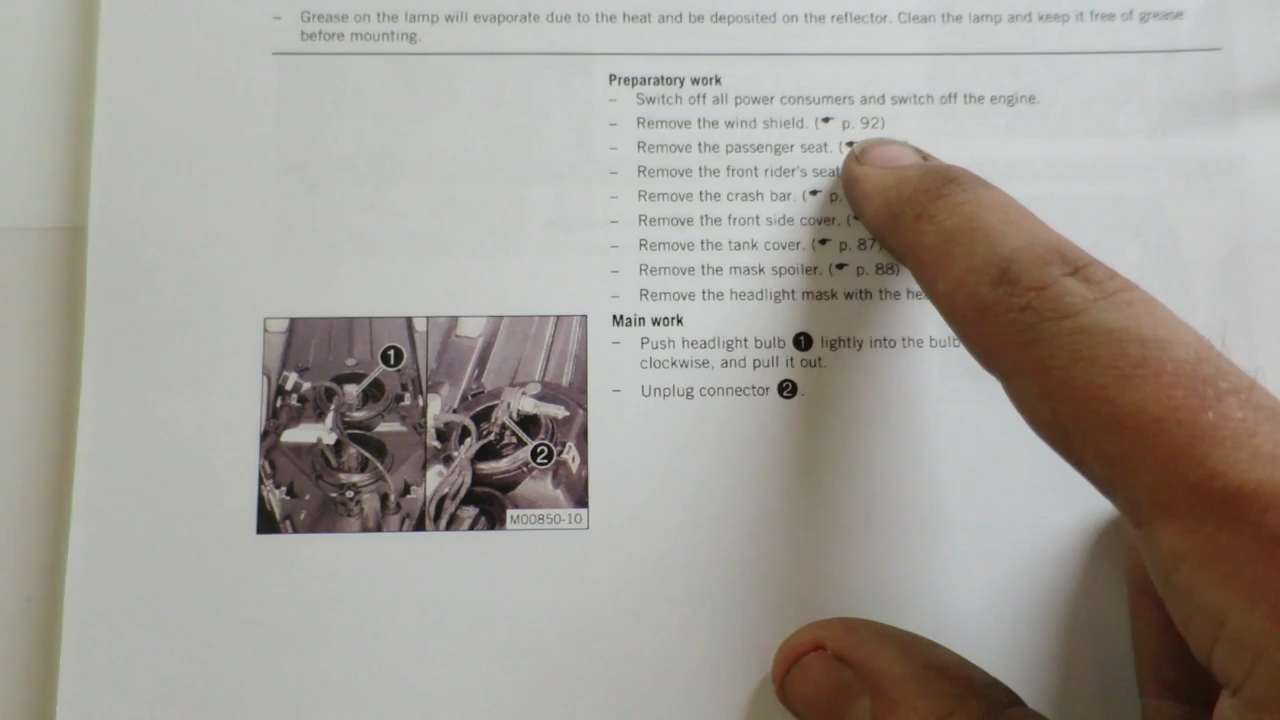 – Grease on the lamp will evaporate due to the heat and be deposited on the reflector. Clean the lamp and keep it free of grease
before mounting.
Preparatory work
– Switch off all power consumers and switch off the engine.
– Remove the wind shield. (☛ p. 92)
– Remove the passenger seat. (☛
– Remove the front rider's seat
– Remove the crash bar. (☛ p.
– Remove the front side cover. (☛
– Remove the tank cover. (☛ p. 87)
– Remove the mask spoiler. (☛ p. 88)
– Remove the headlight mask with the
Main work
– Push headlight bulb ❶ lightly into the bulb
clockwise, and pull it out.
– Unplug connector ❷.
1
2
M00850-10